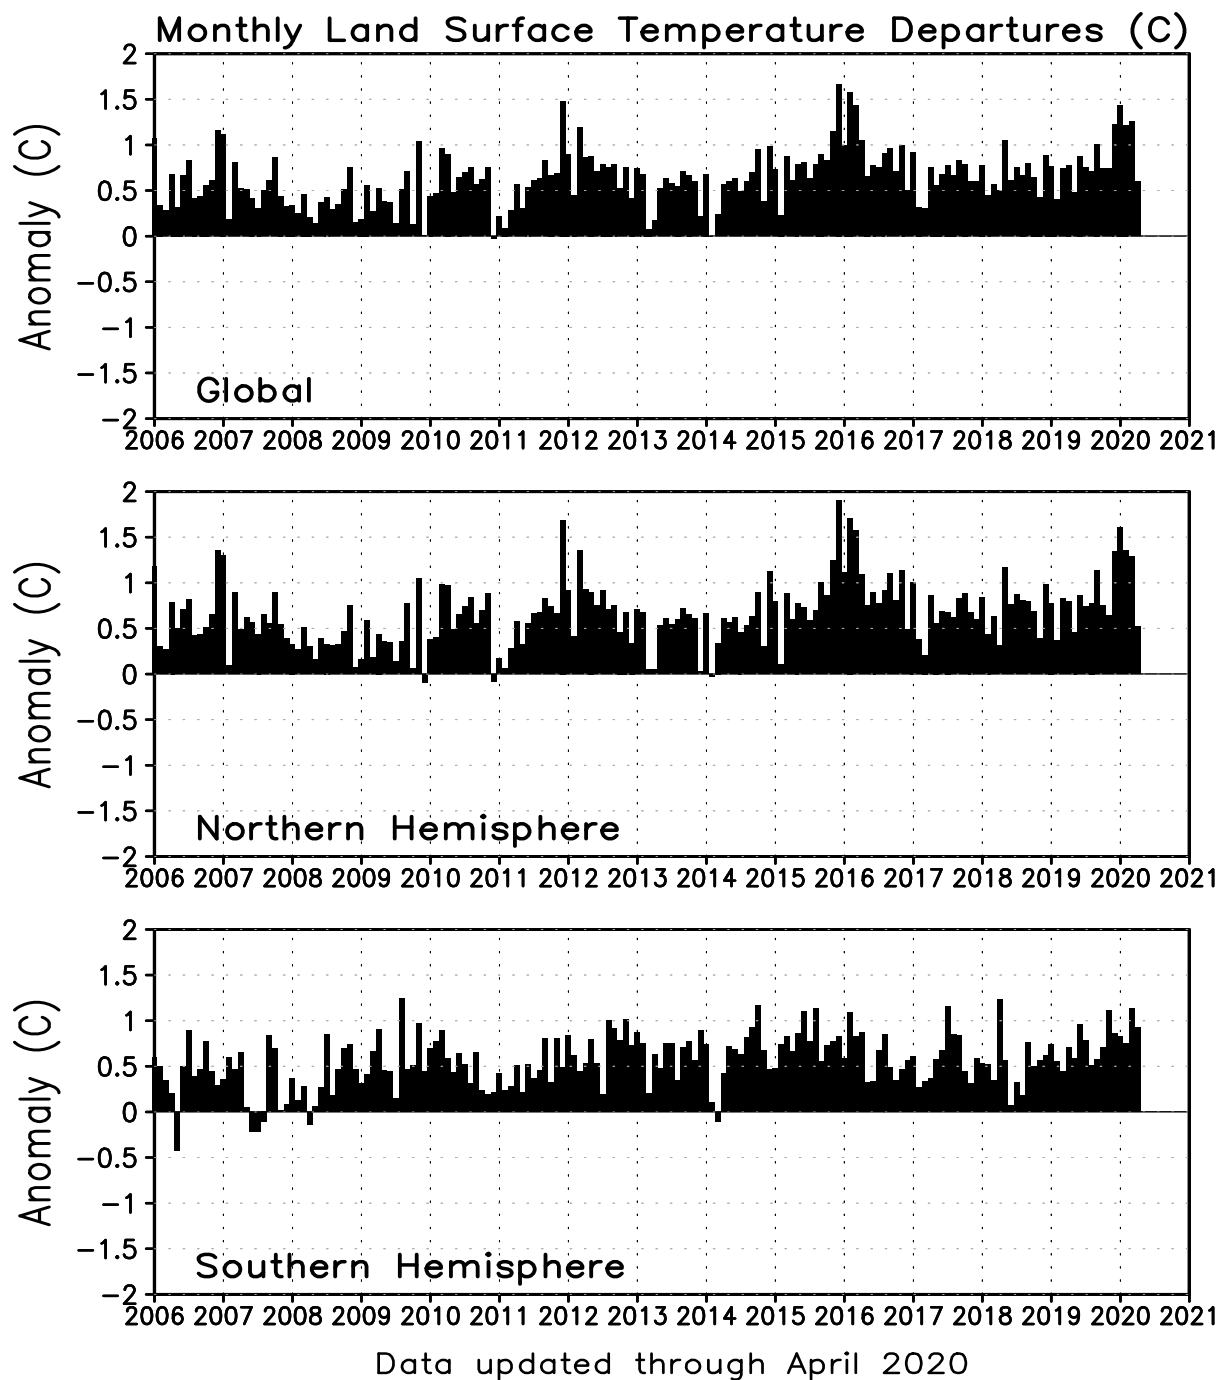 Monthly Land Surface Temperature Departures (C)
2
1.5
1
0.5
0
−0.5
−1
−1.5
−2
Anomaly (C)
Global
2006 2007 2008 2009 2010 2011 2012 2013 2014 2015 2016 2017 2018 2019 2020 2021
2
1.5
1
0.5
0
−0.5
−1
−1.5
−2
Anomaly (C)
Northern Hemisphere
2006 2007 2008 2009 2010 2011 2012 2013 2014 2015 2016 2017 2018 2019 2020 2021
2
1.5
1
0.5
0
−0.5
−1
−1.5
−2
Anomaly (C)
Southern Hemisphere
2006 2007 2008 2009 2010 2011 2012 2013 2014 2015 2016 2017 2018 2019 2020 2021
Data updated through April 2020